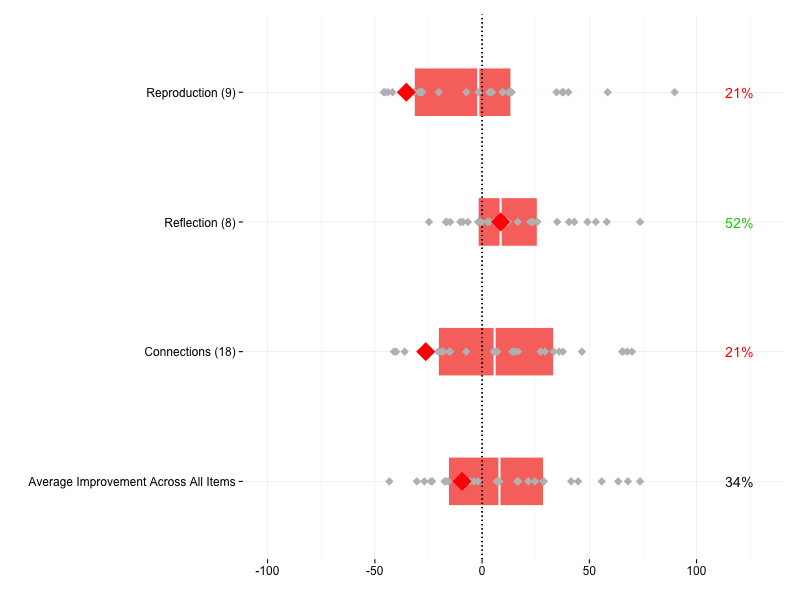 Reproduction (9)
21%
Reflection (8)
52%
Connections (18)
21%
Average Improvement Across All Items
34%
-100 -50 0 50 100